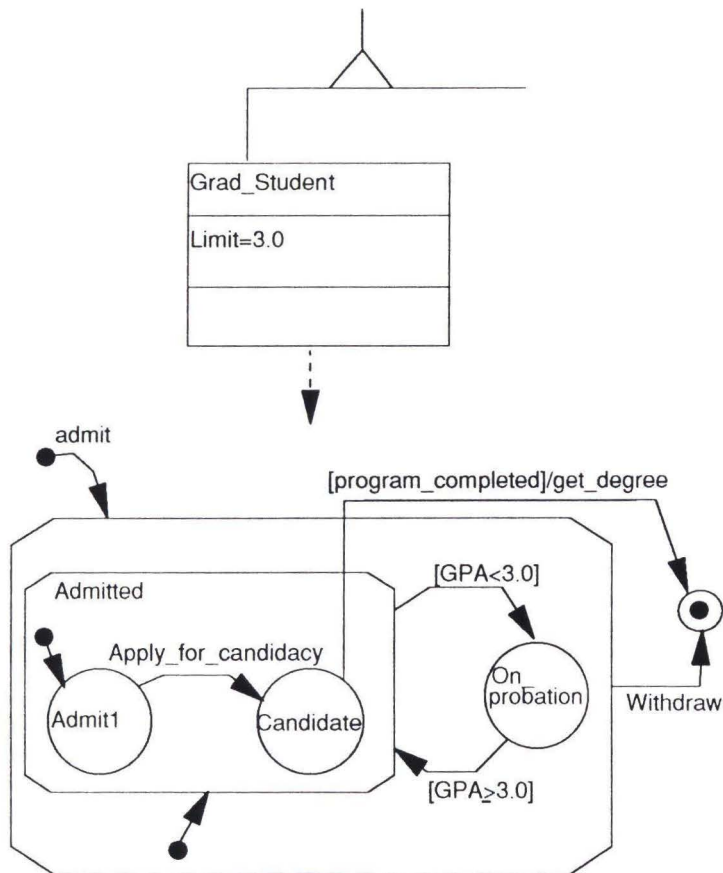 Grad_Student
Limit=3.0
admit
[program_completed]/get_degree
[GPA<3.0]
Admitted
Apply_for_candidacy
On_
probation
Admit1
Candidate
Withdraw
[GPA≥3.0]